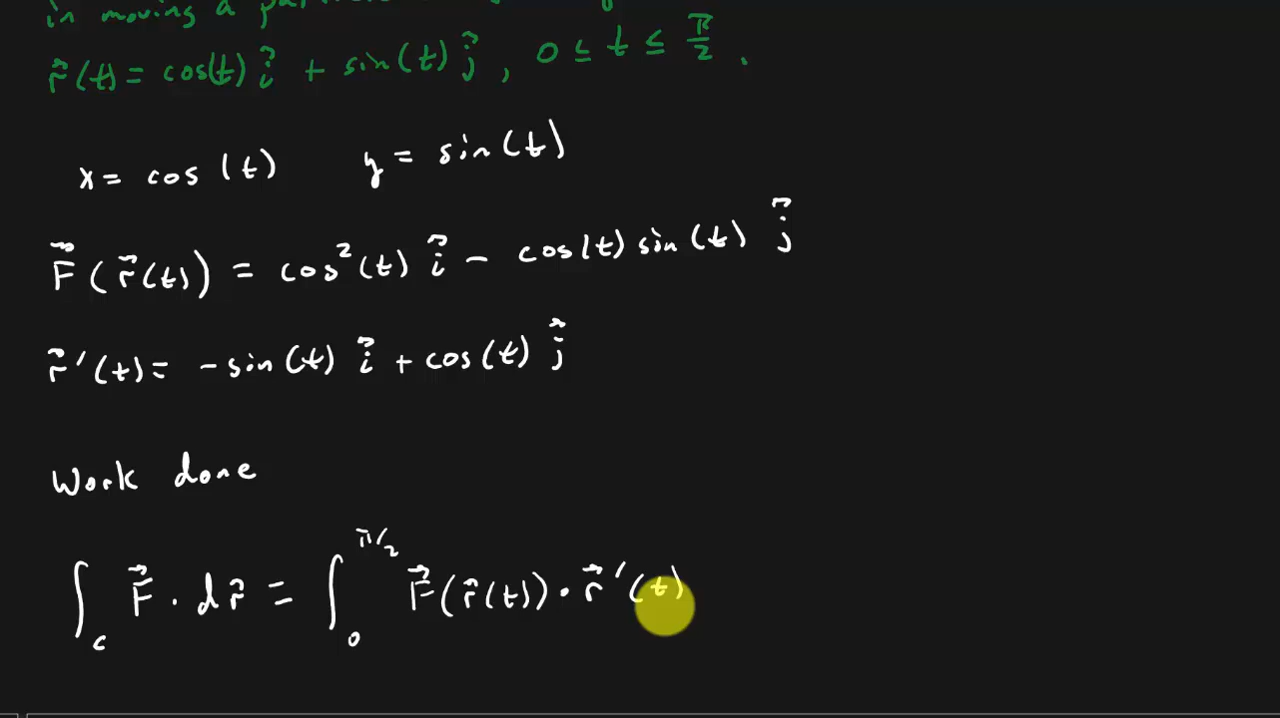 in moving a
r⃗(t) = cos(t) i⃗ + sin(t) j⃗, 0 ≤ t ≤ π/2.
x = cos(t) y = sin(t)
F⃗(r⃗(t)) = cos²(t) i⃗ - cos(t) sin(t) j⃗
r⃗'(t) = -sin(t) i⃗ + cos(t) j⃗
Work done
∫_c F⃗ · dr⃗ = ∫_0^{π/2} F⃗(r⃗(t)) · r⃗'(t)